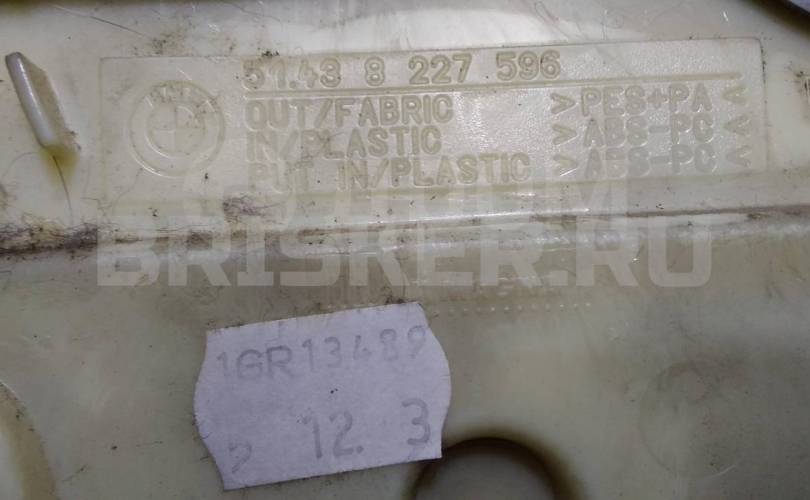 51.43 8 227 596
OUT/FABRIC >PES+PA<
IN/PLASTIC >ABS-PC<
PUT IN/PLASTIC >ABS-PC<
BRISKER.RU
1GR13489
12. 3